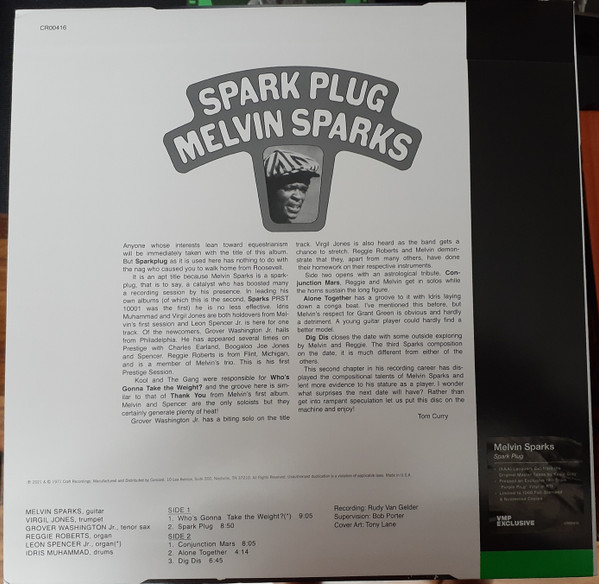 CR00416
SPARK PLUG
MELVIN SPARKS
Anyone whose interests lean toward equestrianism
will be immediately taken with the title of this album.
But Sparkplug as it is used here has nothing to do with
the nag who caused you to walk home from Roosevelt.
It is an apt title because Melvin Sparks is a spark-
plug, that is to say, a catalyst who has boosted many
a recording session by his presence. In leading his
own albums (of which this is the second, Sparks PRST
10001 was the first) he is no less effective. Idris
Muhammad and Virgil Jones are both holdovers from Mel-
vin's first session and Leon Spencer Jr. is here for one
track. Of the newcomers, Grover Washington Jr. hails
from Philadelphia. He has appeared several times on
Prestige with Charles Earland, Boogaloo Joe Jones
and Spencer. Reggie Roberts is from Flint, Michigan,
and is a member of Melvin's trio. This is his first
Prestige Session.
Kool and The Gang were responsible for Who's
Gonna Take the Weight? and the groove here is sim-
ilar to that of Thank You from Melvin's first album.
Melvin and Spencer are the only soloists but they
certainly generate plenty of heat!
Grover Washington Jr. has a biting solo on the title
track. Virgil Jones is also heard as the band gets a
chance to stretch. Reggie Roberts and Melvin demon-
strate that they, apart from many others, have done
their homework on their respective instruments.
Side two opens with an astrological tribute, Con-
junction Mars. Reggie and Melvin get in solos while
the horns sustain the long figure.
Alone Together has a groove to it with Idris laying
down a conga beat. I've mentioned this before, but
Melvin's respect for Grant Green is obvious and hardly
a detriment. A young guitar player could hardly find a
better model.
Dig Dis closes the date with some outside exploring
by Melvin and Reggie. The third Sparks composition
on the date, it is much different from either of the
others.
This second chapter in his recording career has dis-
played the compositional talents of Melvin Sparks and
lent more evidence to his stature as a player. I wonder
what surprises the next date will have? Rather than
get into rampant speculation let us put this disc on the
machine and enjoy!
Tom Curry
MELVIN SPARKS, guitar
VIRGIL JONES, trumpet
GROVER WASHINGTON Jr., tenor sax
REGGIE ROBERTS, organ
LEON SPENCER Jr., organ(*)
IDRIS MUHAMMAD, drums
SIDE 1
1. Who's Gonna Take the Weight?(*) 9:05
2. Spark Plug 8:50
SIDE 2
1. Conjunction Mars 8:05
2. Alone Together 4:14
3. Dig Dis 6:45
Recording: Rudy Van Gelder
Supervision: Bob Porter
Cover Art: Tony Lane
Melvin Sparks
Spark Plug
VMP
EXCLUSIVE